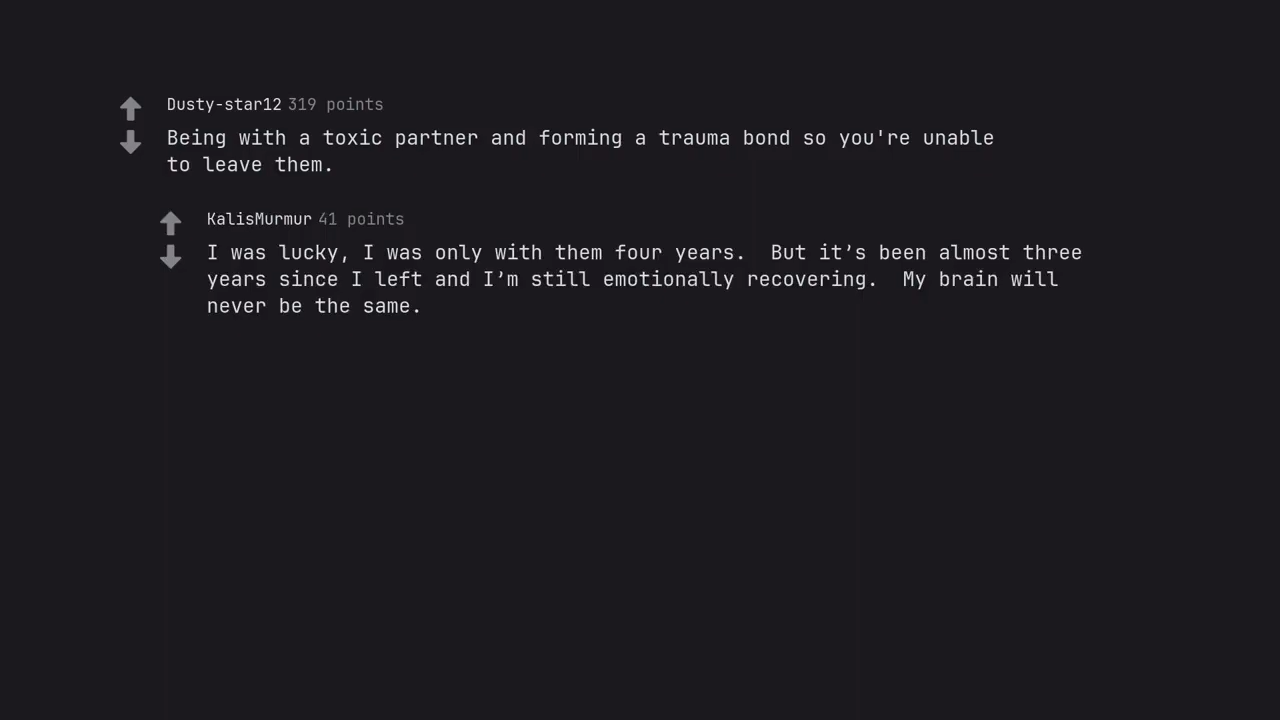 Dusty-star12 319 points
Being with a toxic partner and forming a trauma bond so you're unable
to leave them.
KalisMurmur 41 points
I was lucky, I was only with them four years.  But it’s been almost three
years since I left and I’m still emotionally recovering.  My brain will
never be the same.